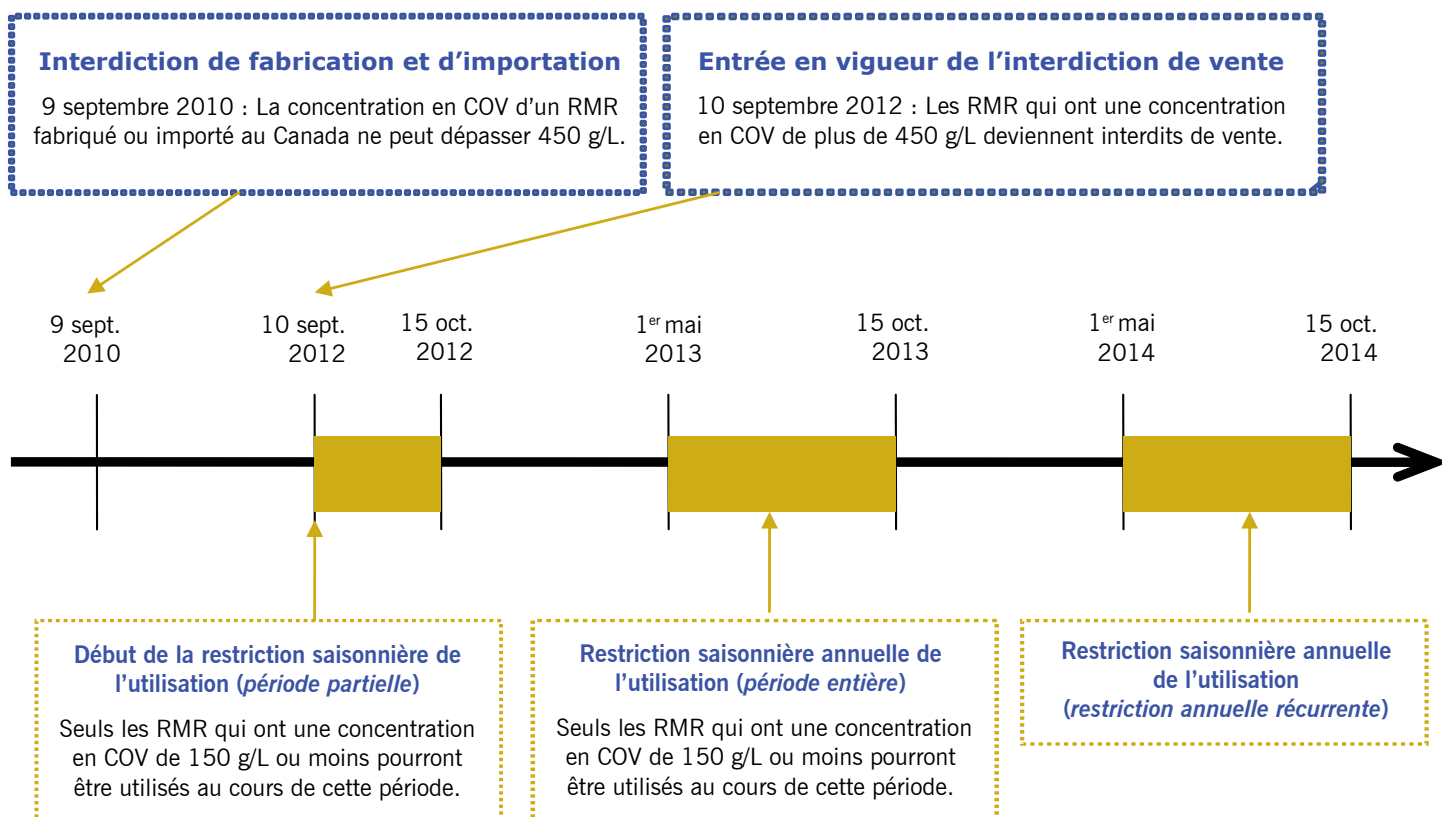 Interdiction de fabrication et d’importation
9 septembre 2010 : La concentration en COV d’un RMR
fabriqué ou importé au Canada ne peut dépasser 450 g/L.
Entrée en vigueur de l’interdiction de vente
10 septembre 2012 : Les RMR qui ont une concentration
en COV de plus de 450 g/L deviennent interdits de vente.
9 sept.
2010
10 sept.
2012
15 oct.
2012
1er mai
2013
15 oct.
2013
1er mai
2014
15 oct.
2014
Début de la restriction saisonnière de
l’utilisation (période partielle)
Seuls les RMR qui ont une concentration
en COV de 150 g/L ou moins pourront
être utilisés au cours de cette période.
Restriction saisonnière annuelle de
l’utilisation (période entière)
Seuls les RMR qui ont une concentration
en COV de 150 g/L ou moins pourront
être utilisés au cours de cette période.
Restriction saisonnière annuelle
de l’utilisation
(restriction annuelle récurrente)